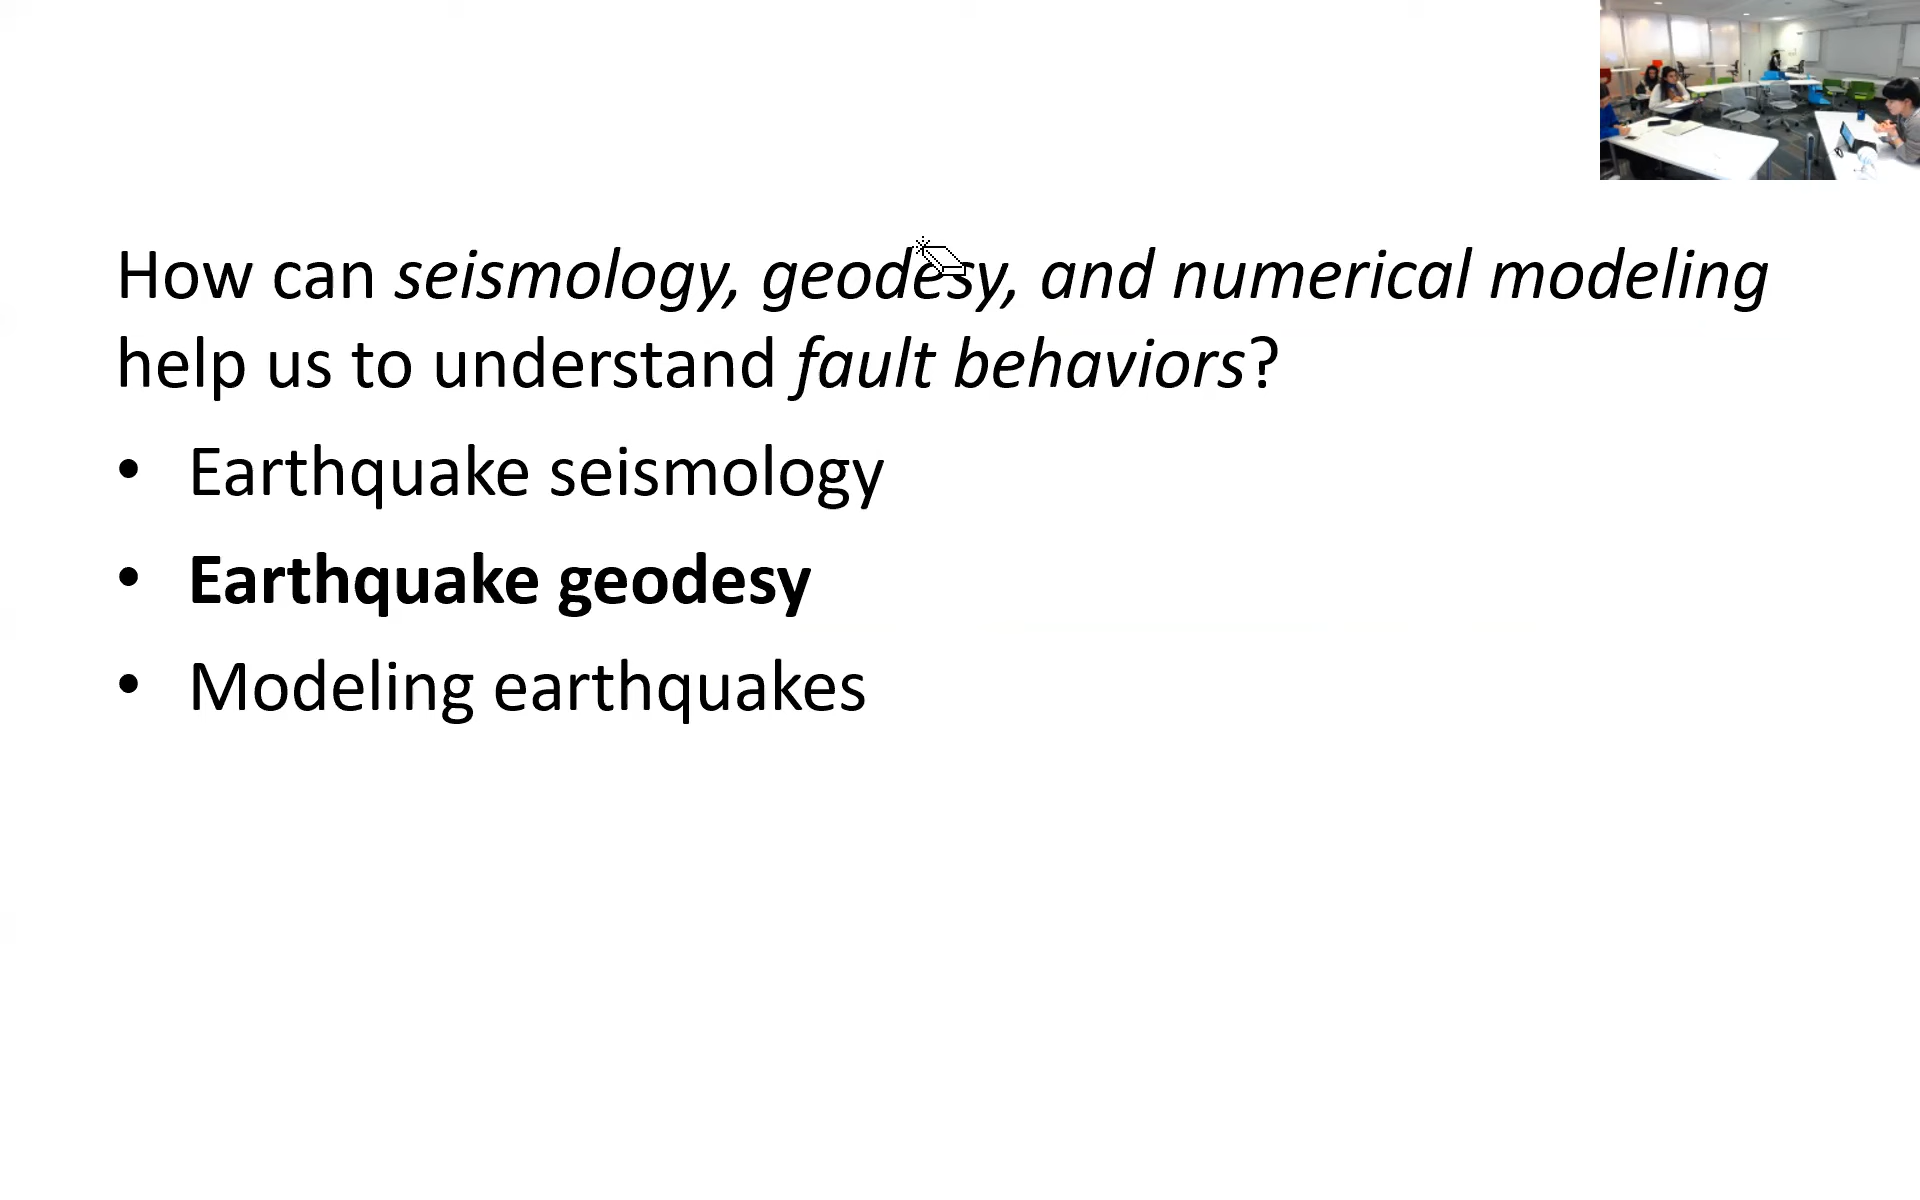 How can seismology, geodesy, and numerical modeling
help us to understand fault behaviors?
• Earthquake seismology
• Earthquake geodesy
• Modeling earthquakes